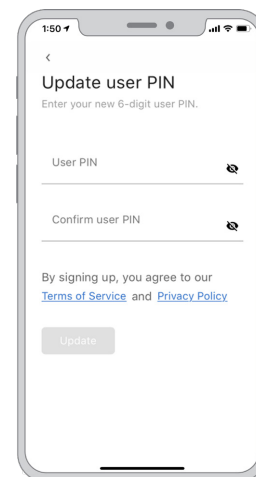 1:50
Update user PIN
Enter your new 6-digit user PIN.
User PIN
Confirm user PIN
By signing up, you agree to our
Terms of Service and Privacy Policy
Update